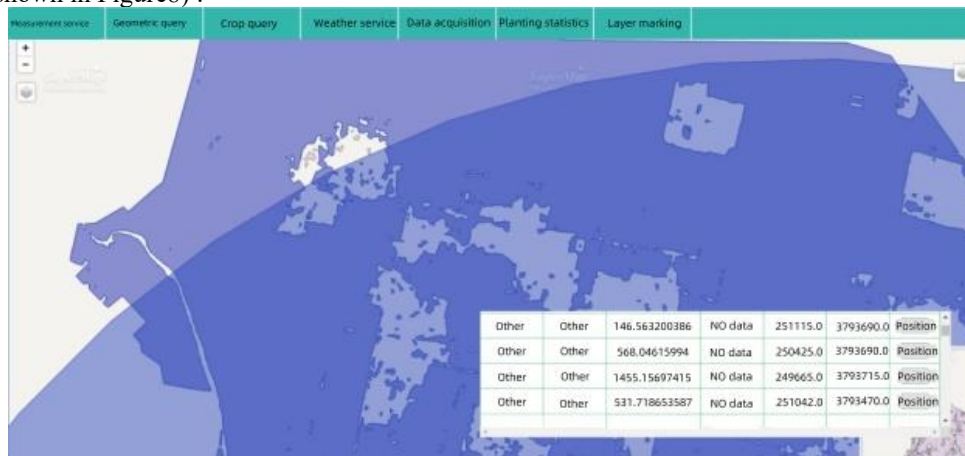 shown in Figure8) .
Measurement service Geometric query Crop query Weather service Data acquisition Planting statistics Layer marking
+
−
Other Other 146.563200386 NO data 251115.0 3793690.0 Position
Other Other 568.04615994 NO data 250425.0 3793690.0 Position
Other Other 1455.15697415 NO data 249665.0 3793715.0 Position
Other Other 531.718653587 NO data 251042.0 3793470.0 Position